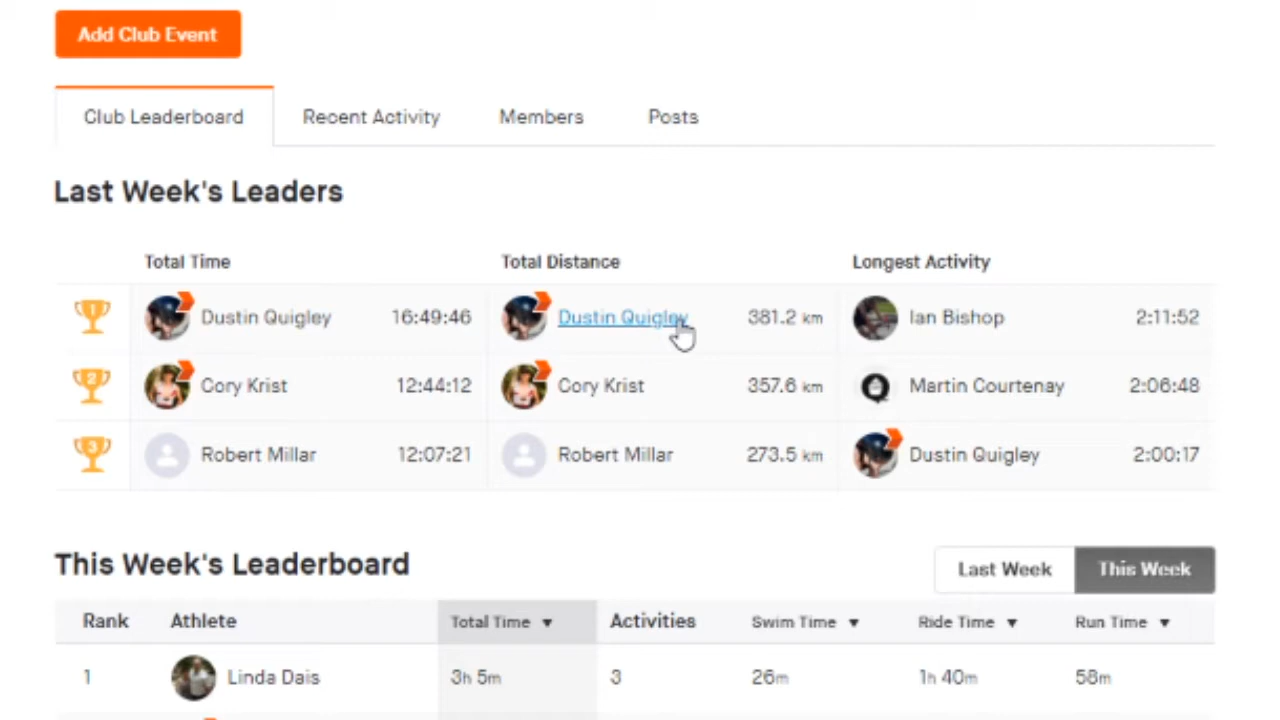 Add Club Event
Club Leaderboard Recent Activity Members Posts
Last Week's Leaders
Total Time Total Distance Longest Activity
1 Dustin Quigley 16:49:46 Dustin Quigley 381.2 km Ian Bishop 2:11:52
2 Cory Krist 12:44:12 Cory Krist 357.6 km Martin Courtenay 2:06:48
3 Robert Millar 12:07:21 Robert Millar 273.5 km Dustin Quigley 2:00:17
This Week's Leaderboard Last Week This Week
Rank Athlete Total Time ▼ Activities Swim Time ▼ Ride Time ▼ Run Time ▼
1 Linda Dais 3h 5m 3 26m 1h 40m 58m